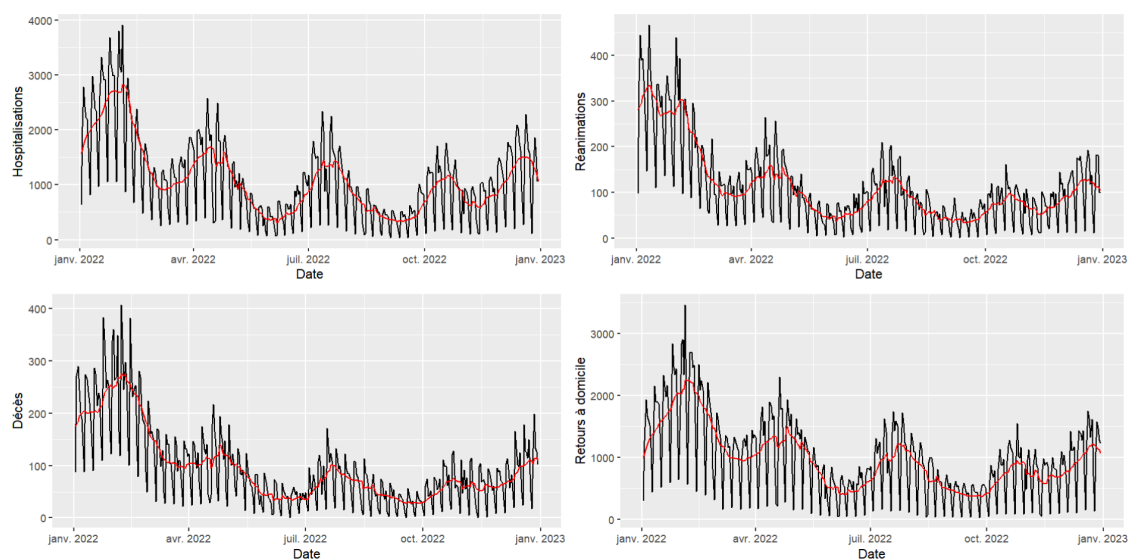 Hospitalisations
4000
3000
2000
1000
0
janv. 2022 avr. 2022 juil. 2022 oct. 2022 janv. 2023
Date
Réanimations
400
300
200
100
0
janv. 2022 avr. 2022 juil. 2022 oct. 2022 janv. 2023
Date
Décès
400
300
200
100
0
janv. 2022 avr. 2022 juil. 2022 oct. 2022 janv. 2023
Date
Retours à domicile
3000
2000
1000
0
janv. 2022 avr. 2022 juil. 2022 oct. 2022 janv. 2023
Date